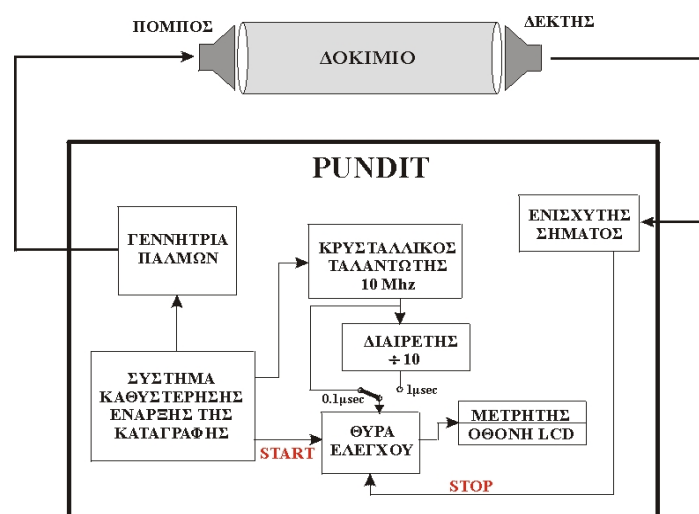 ΠΟΜΠΟΣ
ΔΕΚΤΗΣ
ΔΟΚΙΜΙΟ
PUNDIT
ΓΕΝΝΗΤΡΙΑ
ΠΑΛΜΩΝ
ΚΡΥΣΤΑΛΛΙΚΟΣ
ΤΑΛΑΝΤΩΤΗΣ
10 Mhz
ΕΝΙΣΧΥΤΗΣ
ΣΗΜΑΤΟΣ
ΔΙΑΙΡΕΤΗΣ
÷ 10
ΣΥΣΤΗΜΑ
ΚΑΘΥΣΤΕΡΗΣΗΣ
ΕΝΑΡΞΗΣ ΤΗΣ
ΚΑΤΑΓΡΑΦΗΣ
0.1μsec
1μsec
START
ΘΥΡΑ
ΕΛΕΓΧΟΥ
ΜΕΤΡΗΤΗΣ
ΟΘΟΝΗ LCD
STOP